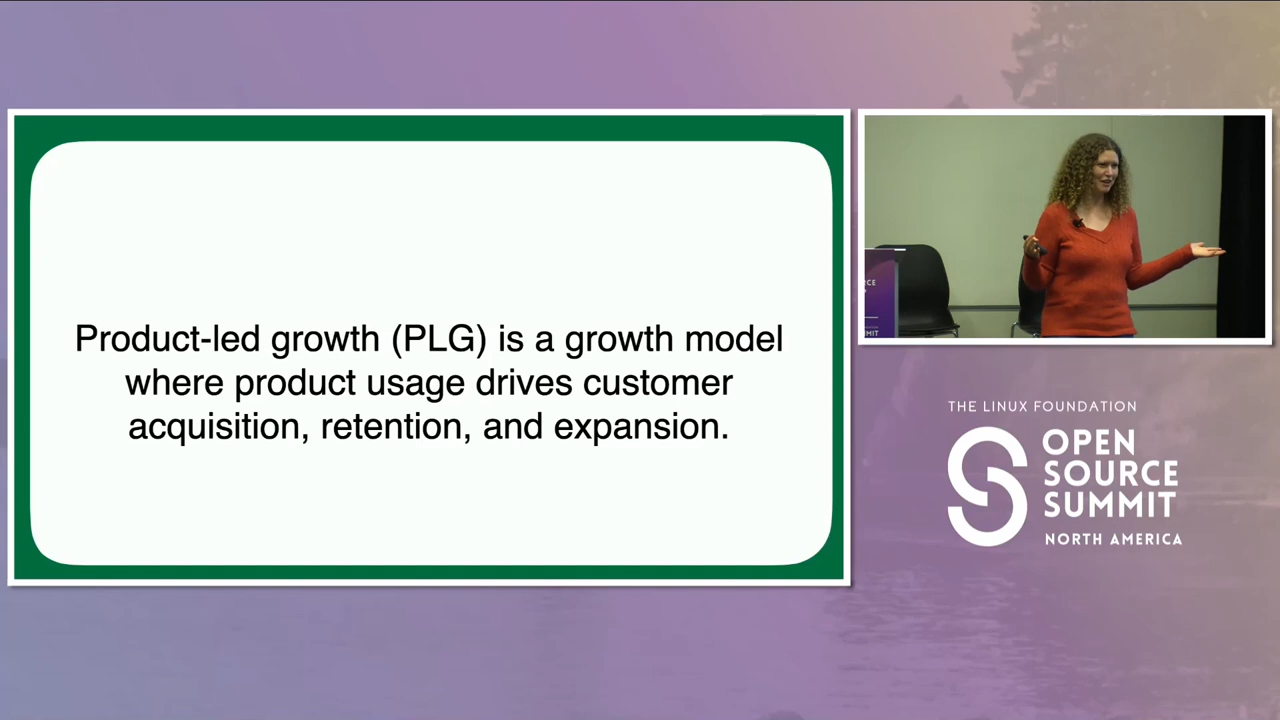 Product-led growth (PLG) is a growth model
where product usage drives customer
acquisition, retention, and expansion.
THE LINUX FOUNDATION
OPEN
SOURCE
SUMMIT
NORTH AMERICA